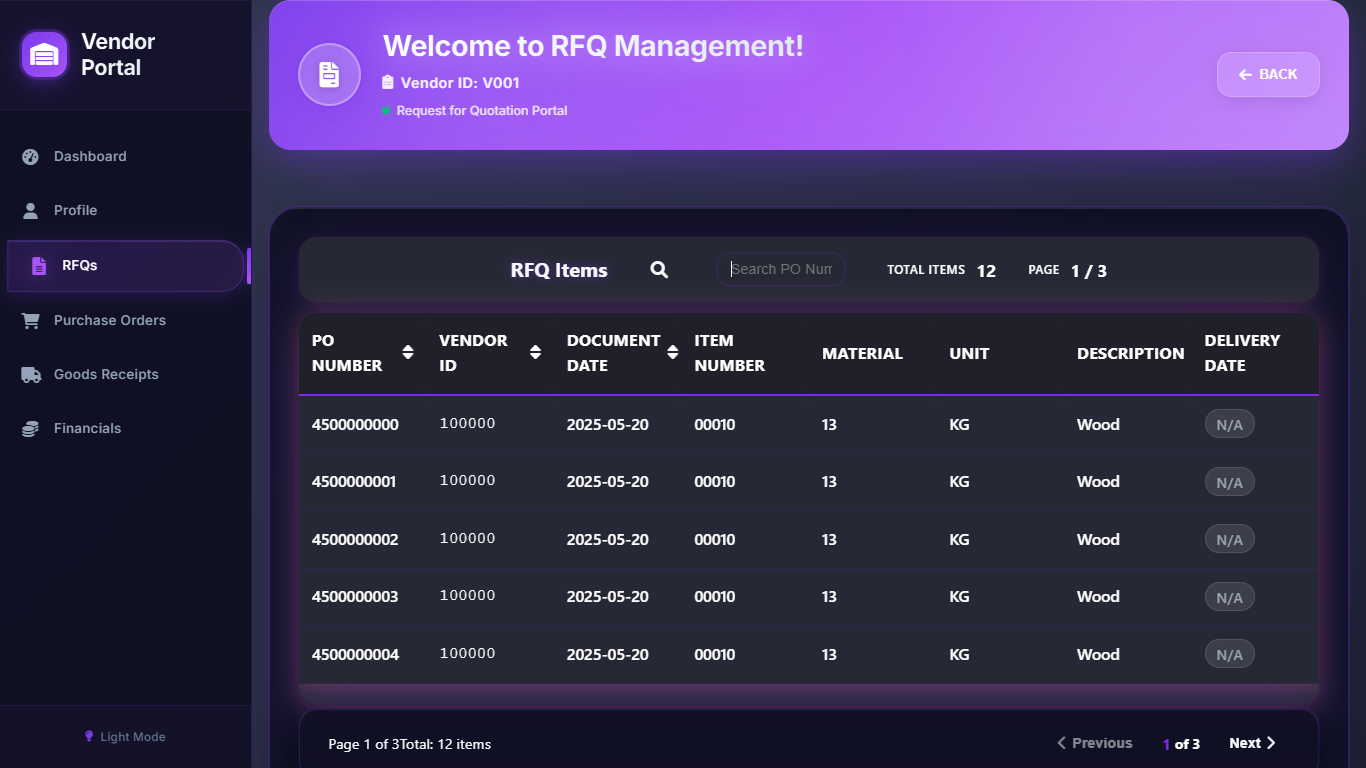 Vendor
Portal
Dashboard
Profile
RFQs
Purchase Orders
Goods Receipts
Financials
Light Mode
Welcome to RFQ Management!
Vendor ID: V001
Request for Quotation Portal
BACK
RFQ Items
Search PO Num
TOTAL ITEMS 12
PAGE 1 / 3
PO NUMBER VENDOR ID DOCUMENT DATE ITEM NUMBER MATERIAL UNIT DESCRIPTION DELIVERY DATE
4500000000 100000 2025-05-20 00010 13 KG Wood N/A
4500000001 100000 2025-05-20 00010 13 KG Wood N/A
4500000002 100000 2025-05-20 00010 13 KG Wood N/A
4500000003 100000 2025-05-20 00010 13 KG Wood N/A
4500000004 100000 2025-05-20 00010 13 KG Wood N/A
Page 1 of 3Total: 12 items
Previous 1 of 3 Next